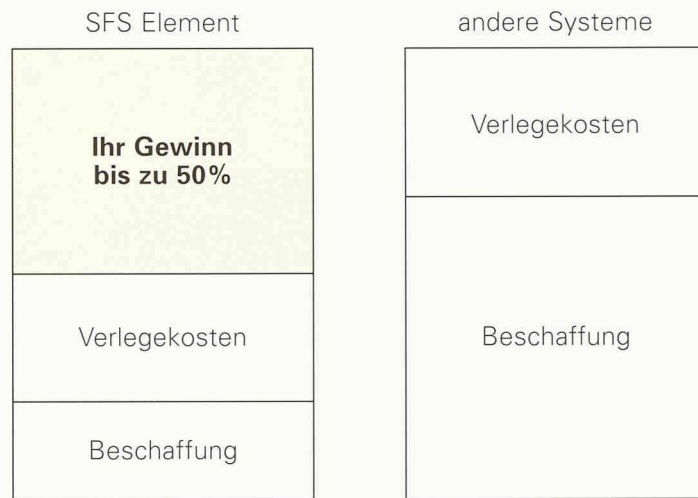 SFS Element
Ihr Gewinn
bis zu 50%
Verlegekosten
Beschaffung
andere Systeme
Verlegekosten
Beschaffung